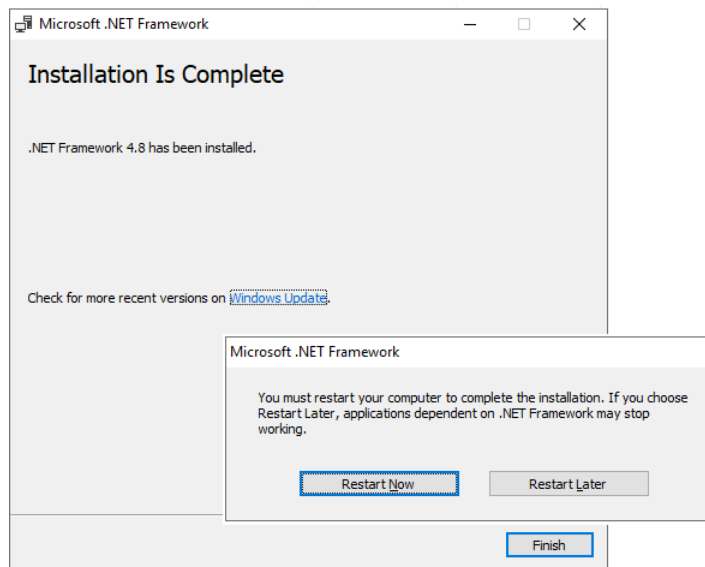 Microsoft .NET Framework
Installation Is Complete
.NET Framework 4.8 has been installed.
Check for more recent versions on Windows Update.
Microsoft .NET Framework
You must restart your computer to complete the installation. If you choose
Restart Later, applications dependent on .NET Framework may stop
working.
Restart Now
Restart Later
Finish